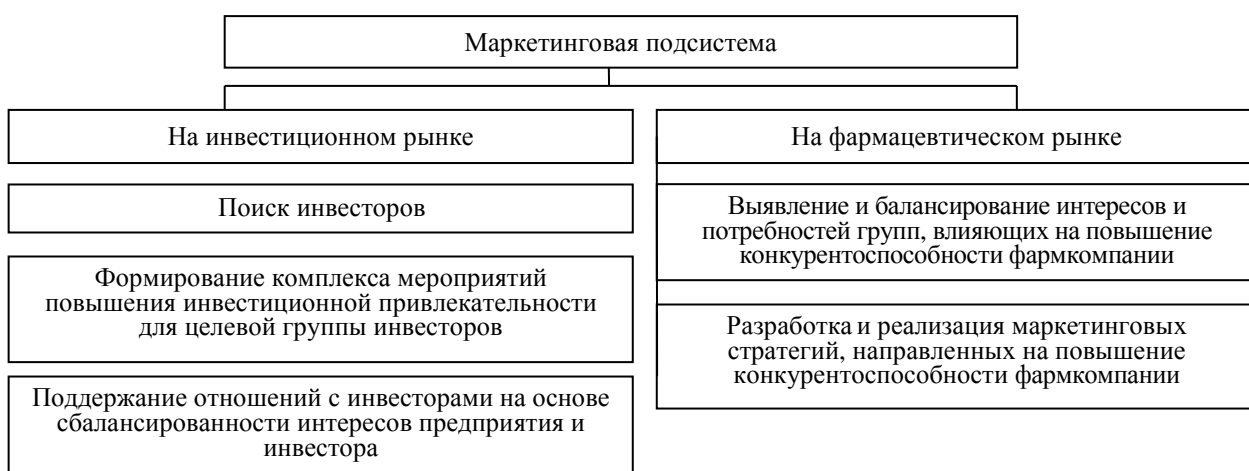 Маркетинговая подсистема
На инвестиционном рынке
На фармацевтическом рынке
Поиск инвесторов
Выявление и балансирование интересов и
потребностей групп, влияющих на повышение
конкурентоспособности фармкомпании
Формирование комплекса мероприятий
повышения инвестиционной привлекательности
для целевой группы инвесторов
Разработка и реализация маркетинговых
стратегий, направленных на повышение
конкурентоспособности фармкомпании
Поддержание отношений с инвесторами на основе
сбалансированности интересов предприятия и
инвестора